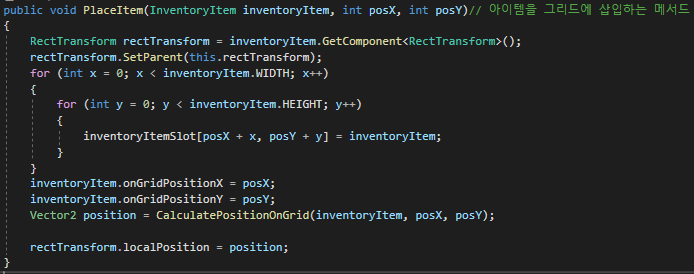 public void PlaceItem(InventoryItem inventoryItem, int posX, int posY)// 아이템을 그리드에 삽입하는 메서드
{
RectTransform rectTransform = inventoryItem.GetComponent<RectTransform>();
rectTransform.SetParent(this.rectTransform);
for (int x = 0; x < inventoryItem.WIDTH; x++)
{
for (int y = 0; y < inventoryItem.HEIGHT; y++)
{
inventoryItemSlot[posX + x, posY + y] = inventoryItem;
}
}
inventoryItem.onGridPositionX = posX;
inventoryItem.onGridPositionY = posY;
Vector2 position = CalculatePositionOnGrid(inventoryItem, posX, posY);
rectTransform.localPosition = position;
}